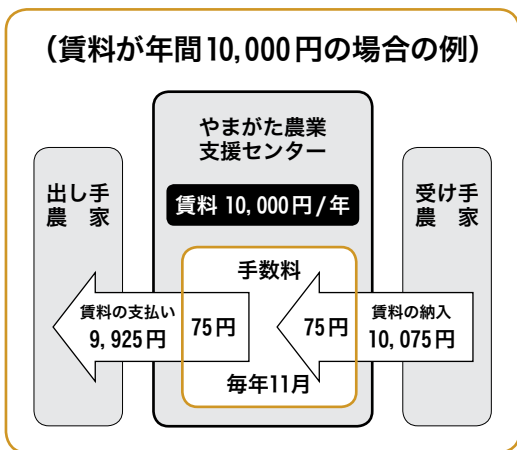 (賃料が年間10,000円の場合の例)
やまがた農業
支援センター
出し手
農　家
賃料 10,000円/年
受け手
農　家
手数料
賃料の支払い
9,925円
75円
75円
賃料の納入
10,075円
毎年11月